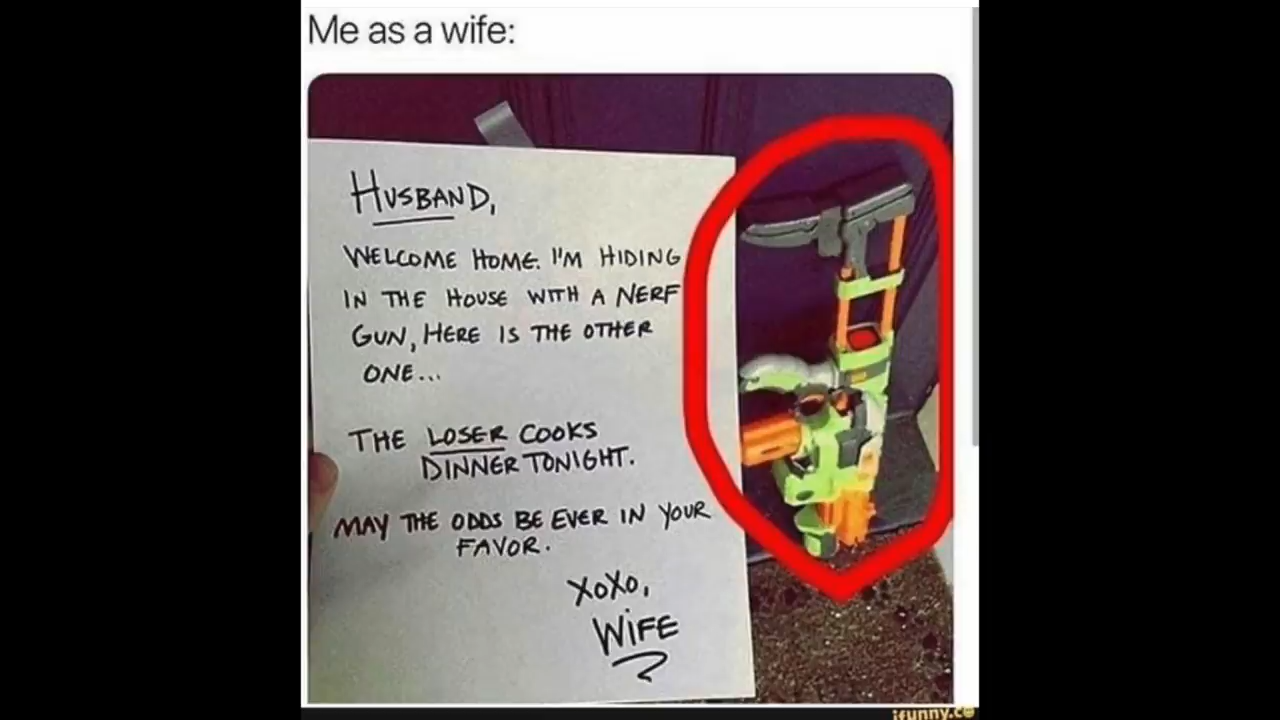 Me as a wife:
HUSBAND,
WELCOME HOME. I'M HIDING
IN THE HOUSE WITH A NERF
GUN, HERE IS THE OTHER
ONE...
THE LOSER COOKS
DINNER TONIGHT.
MAY THE ODDS BE EVER IN YOUR
FAVOR.
XOXO,
WIFE
ifunny.co